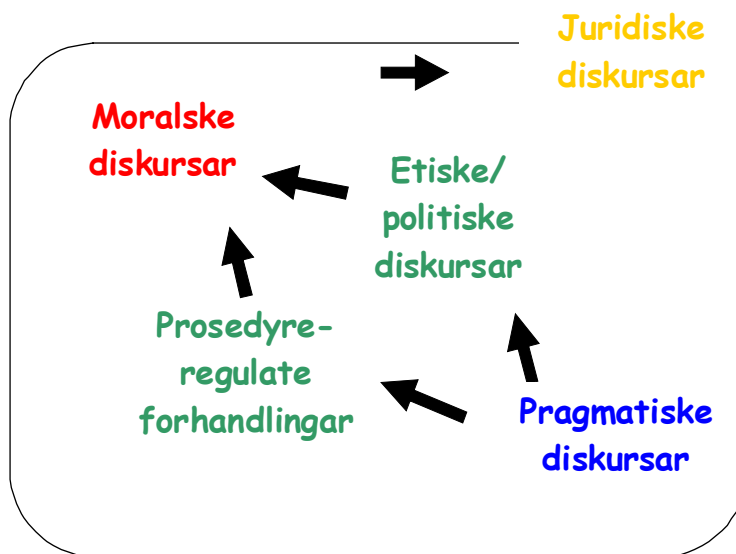 Juridiske
diskursar
Moralske
diskursar
Etiske/
politiske
diskursar
Prosedyre-
regulate
forhandlingar
Pragmatiske
diskursar